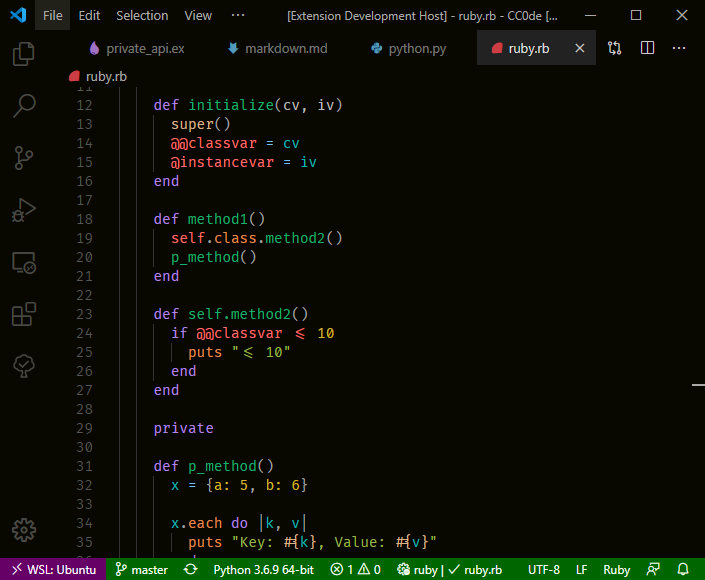 File Edit Selection View ··· [Extension Development Host] - ruby.rb - CC0de [...
private_api.ex markdown.md python.py ruby.rb
ruby.rb
11
12 def initialize(cv, iv)
13 super()
14 @@classvar = cv
15 @instancevar = iv
16 end
17
18 def method1()
19 self.class.method2()
20 p_method()
21 end
22
23 def self.method2()
24 if @@classvar <= 10
25 puts "<= 10"
26 end
27 end
28
29 private
30
31 def p_method()
32 x = {a: 5, b: 6}
33
34 x.each do |k, v|
35 puts "Key: #{k}, Value: #{v}"
WSL: Ubuntu master Python 3.6.9 64-bit 1 0 ruby | ✓ ruby.rb UTF-8 LF Ruby